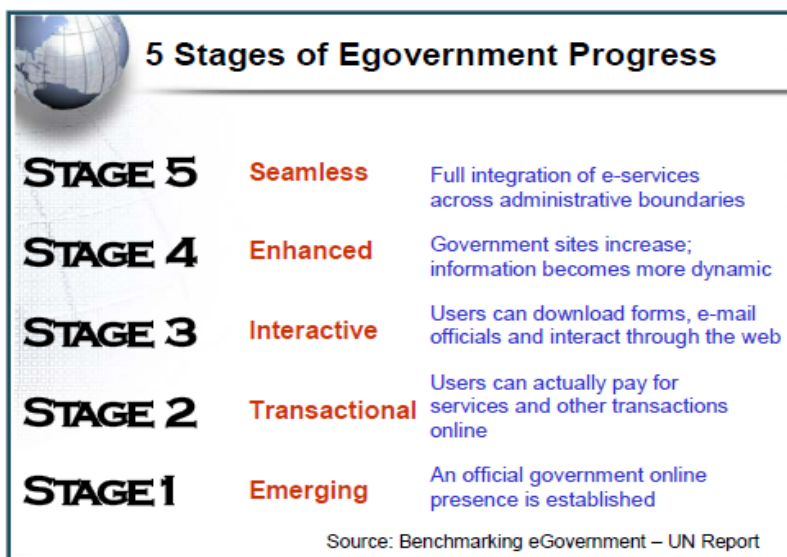 5 Stages of Egovernment Progress
STAGE 5
Seamless
Full integration of e-services
across administrative boundaries
STAGE 4
Enhanced
Government sites increase;
information becomes more dynamic
STAGE 3
Interactive
Users can download forms, e-mail
officials and interact through the web
STAGE 2
Transactional
Users can actually pay for
services and other transactions
online
STAGE 1
Emerging
An official government online
presence is established
Source: Benchmarking eGovernment – UN Report